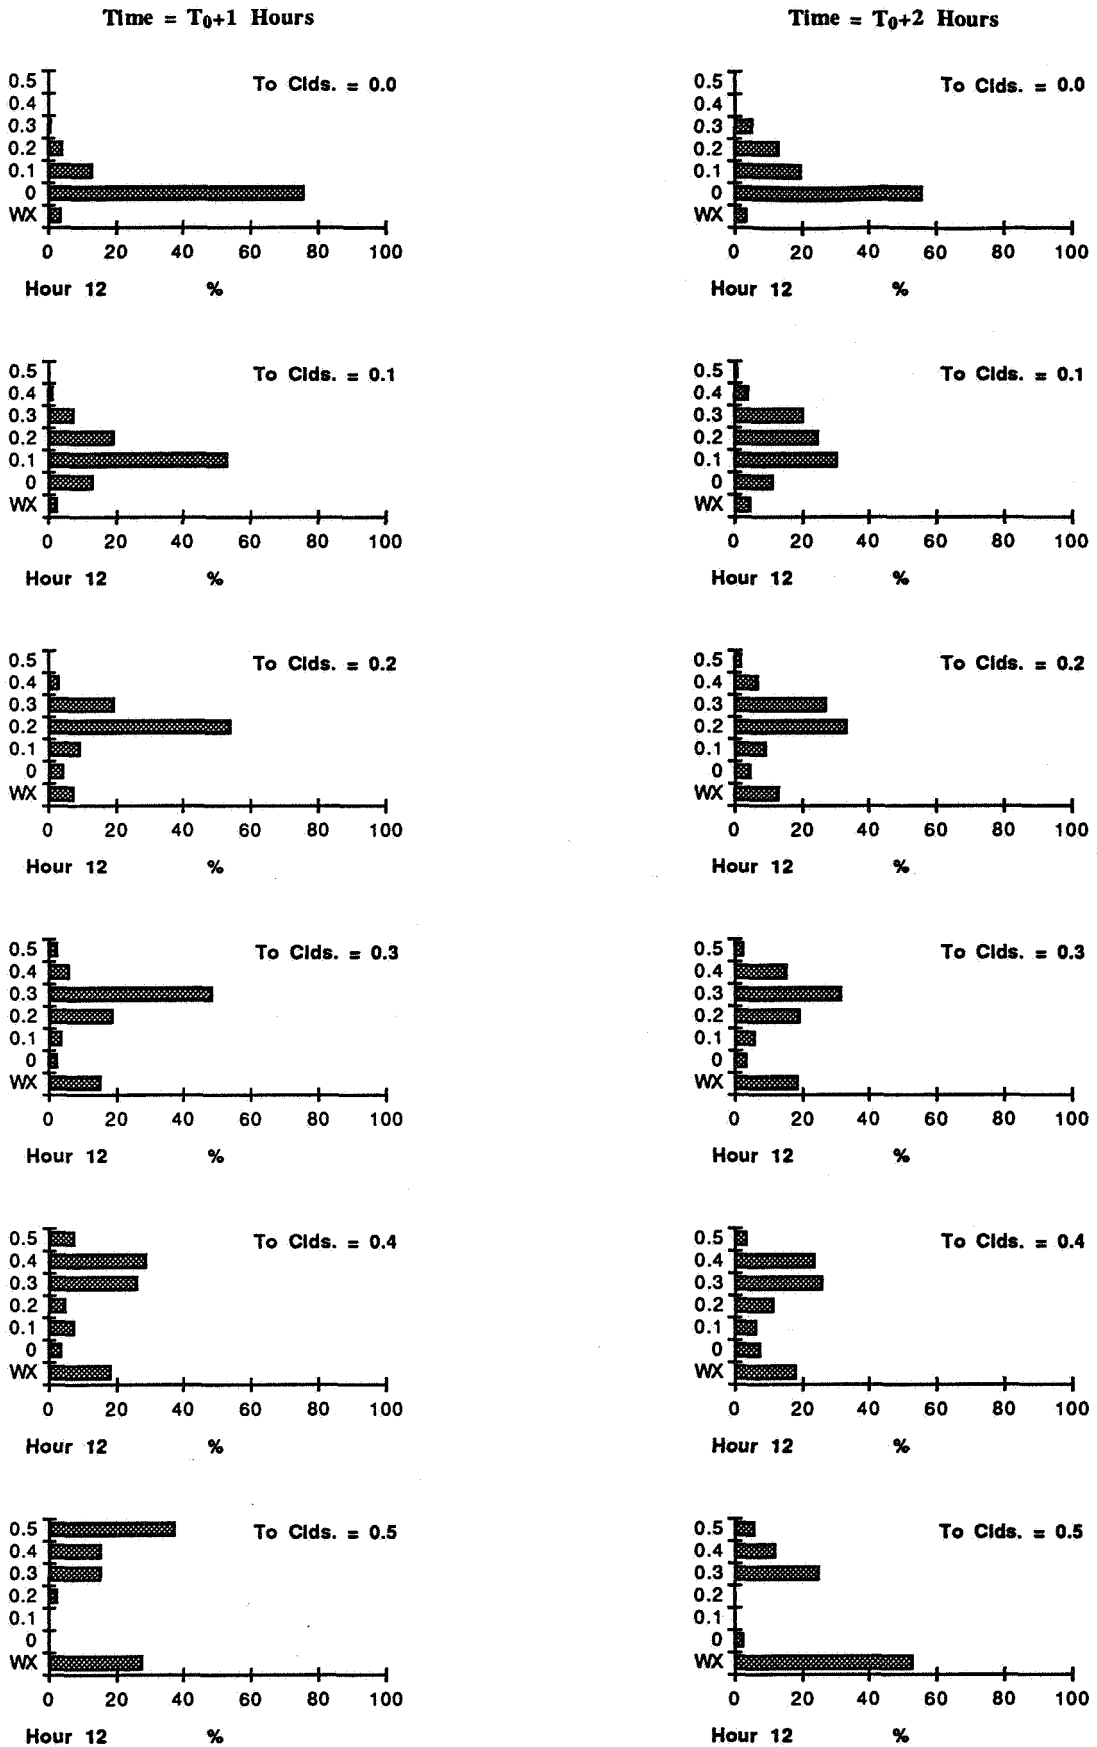 Time = T0+1 Hours
0.5
0.4
0.3
0.2
0.1
0
WX
To Clds. = 0.0
0 20 40 60 80 100
Hour 12 %
0.5
0.4
0.3
0.2
0.1
0
WX
To Clds. = 0.1
0 20 40 60 80 100
Hour 12 %
0.5
0.4
0.3
0.2
0.1
0
WX
To Clds. = 0.2
0 20 40 60 80 100
Hour 12 %
0.5
0.4
0.3
0.2
0.1
0
WX
To Clds. = 0.3
0 20 40 60 80 100
Hour 12 %
0.5
0.4
0.3
0.2
0.1
0
WX
To Clds. = 0.4
0 20 40 60 80 100
Hour 12 %
0.5
0.4
0.3
0.2
0.1
0
WX
To Clds. = 0.5
0 20 40 60 80 100
Hour 12 %
Time = T0+2 Hours
0.5
0.4
0.3
0.2
0.1
0
WX
To Clds. = 0.0
0 20 40 60 80 100
Hour 12 %
0.5
0.4
0.3
0.2
0.1
0
WX
To Clds. = 0.1
0 20 40 60 80 100
Hour 12 %
0.5
0.4
0.3
0.2
0.1
0
WX
To Clds. = 0.2
0 20 40 60 80 100
Hour 12 %
0.5
0.4
0.3
0.2
0.1
0
WX
To Clds. = 0.3
0 20 40 60 80 100
Hour 12 %
0.5
0.4
0.3
0.2
0.1
0
WX
To Clds. = 0.4
0 20 40 60 80 100
Hour 12 %
0.5
0.4
0.3
0.2
0.1
0
WX
To Clds. = 0.5
0 20 40 60 80 100
Hour 12 %